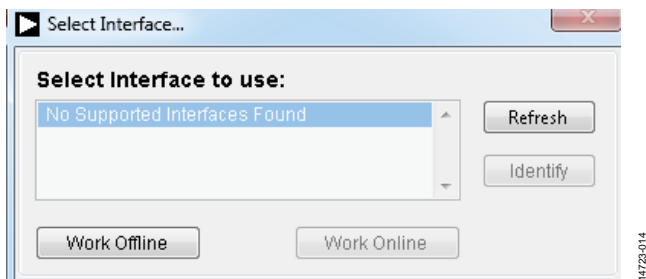 Select Interface...
Select Interface to use:
No Supported Interfaces Found
Refresh
Identify
Work Offline
Work Online
14723-014